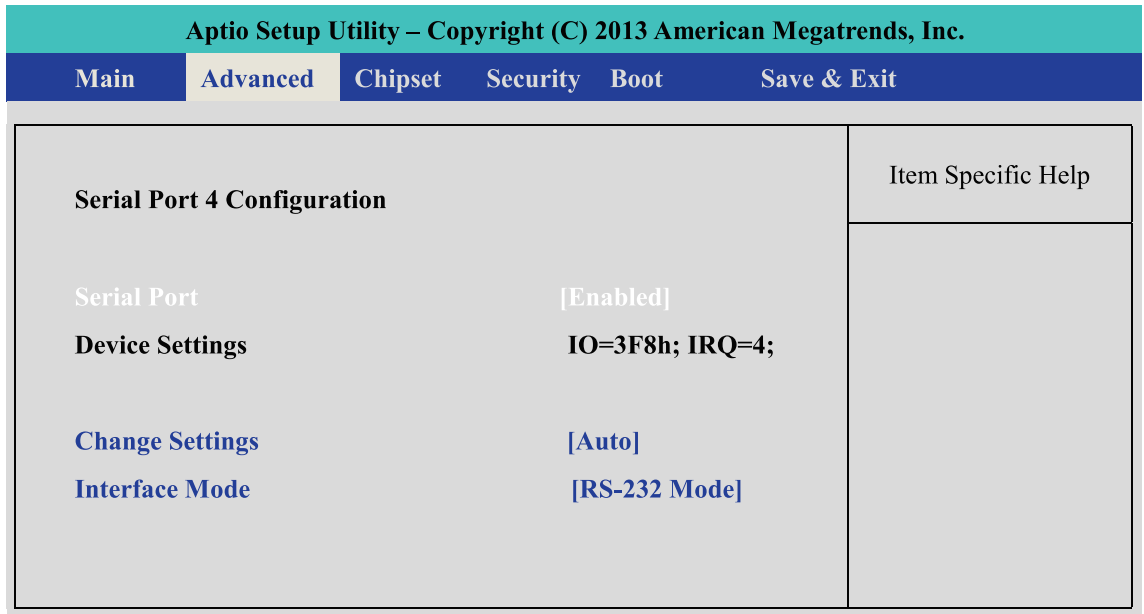 Aptio Setup Utility – Copyright (C) 2013 American Megatrends, Inc.
Main Advanced Chipset Security Boot Save & Exit
Item Specific Help
Serial Port 4 Configuration
Serial Port [Enabled]
Device Settings IO=3F8h; IRQ=4;
Change Settings [Auto]
Interface Mode [RS-232 Mode]